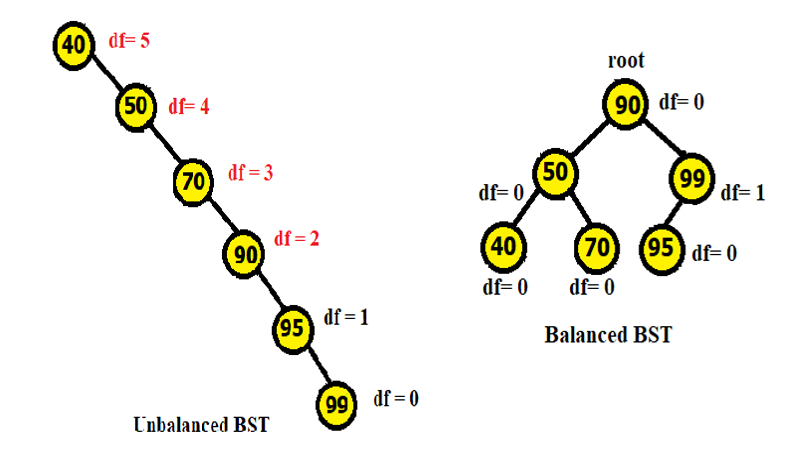 40 df= 5
50 df= 4
70 df = 3
90 df = 2
95 df = 1
99 df = 0
Unbalanced BST
root
90 df= 0
50 99
df= 0 df= 1
40 70 95 df= 0
df= 0 df= 0
Balanced BST